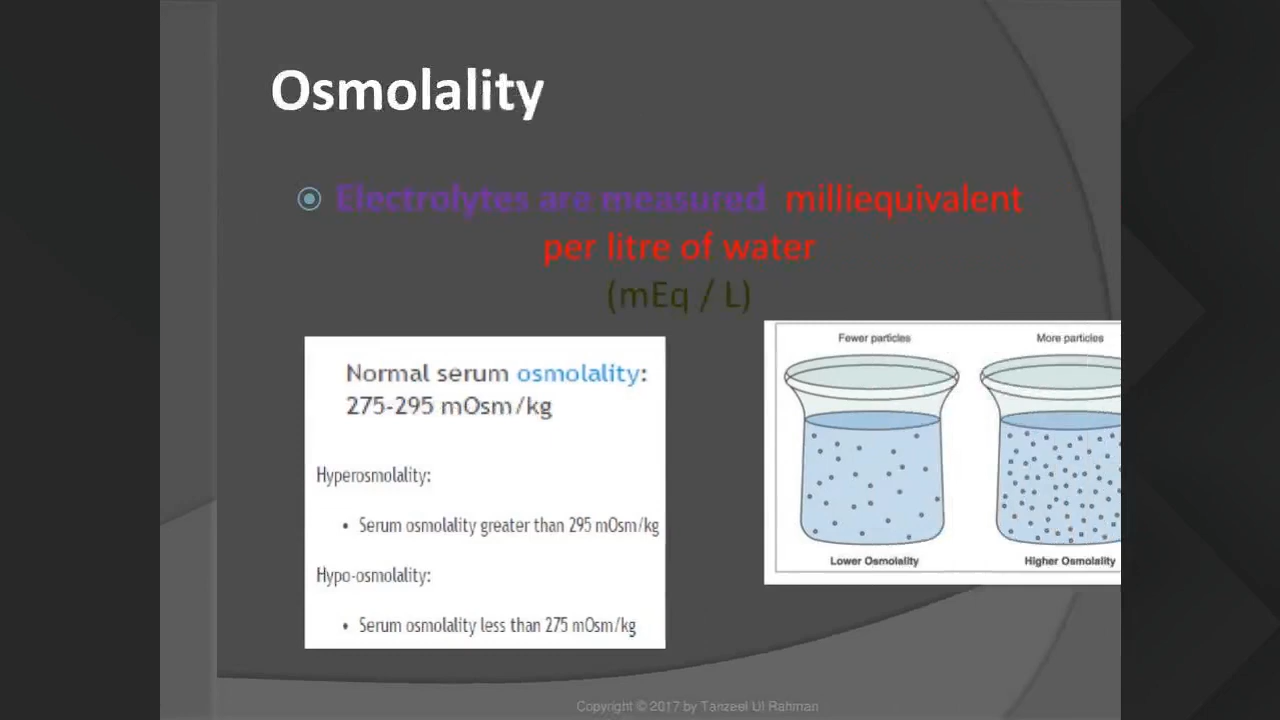 Osmolality
Electrolytes are measured milliequivalent
per litre of water
(mEq / L)
Normal serum osmolality:
275-295 mOsm/kg
Hyperosmolality:
• Serum osmolality greater than 295 mOsm/kg
Hypo-osmolality:
• Serum osmolality less than 275 mOsm/kg
Fewer particles
More particles
Lower Osmolality
Higher Osmolality
Copyright © 2017 by Tanzeel Ul Rahman